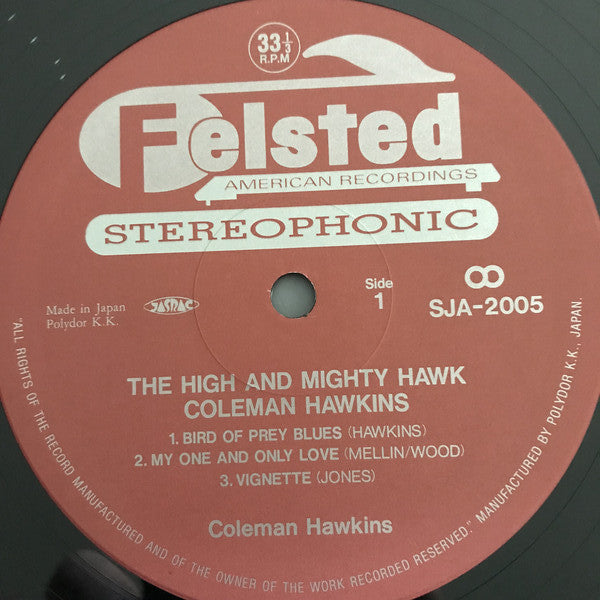 33 1/3
R.P.M
Felsted
AMERICAN RECORDINGS
STEREOPHONIC
Made in Japan
Polydor K.K.
JASRAC
Side
1
SJA-2005
THE HIGH AND MIGHTY HAWK
COLEMAN HAWKINS
1. BIRD OF PREY BLUES (HAWKINS)
2. MY ONE AND ONLY LOVE (MELLIN/WOOD)
3. VIGNETTE (JONES)
Coleman Hawkins
"ALL RIGHTS OF THE RECORD MANUFACTURED AND OF THE OWNER OF THE WORK RECORDED RESERVED." MANUFACTURED BY POLYDOR K.K., JAPAN.